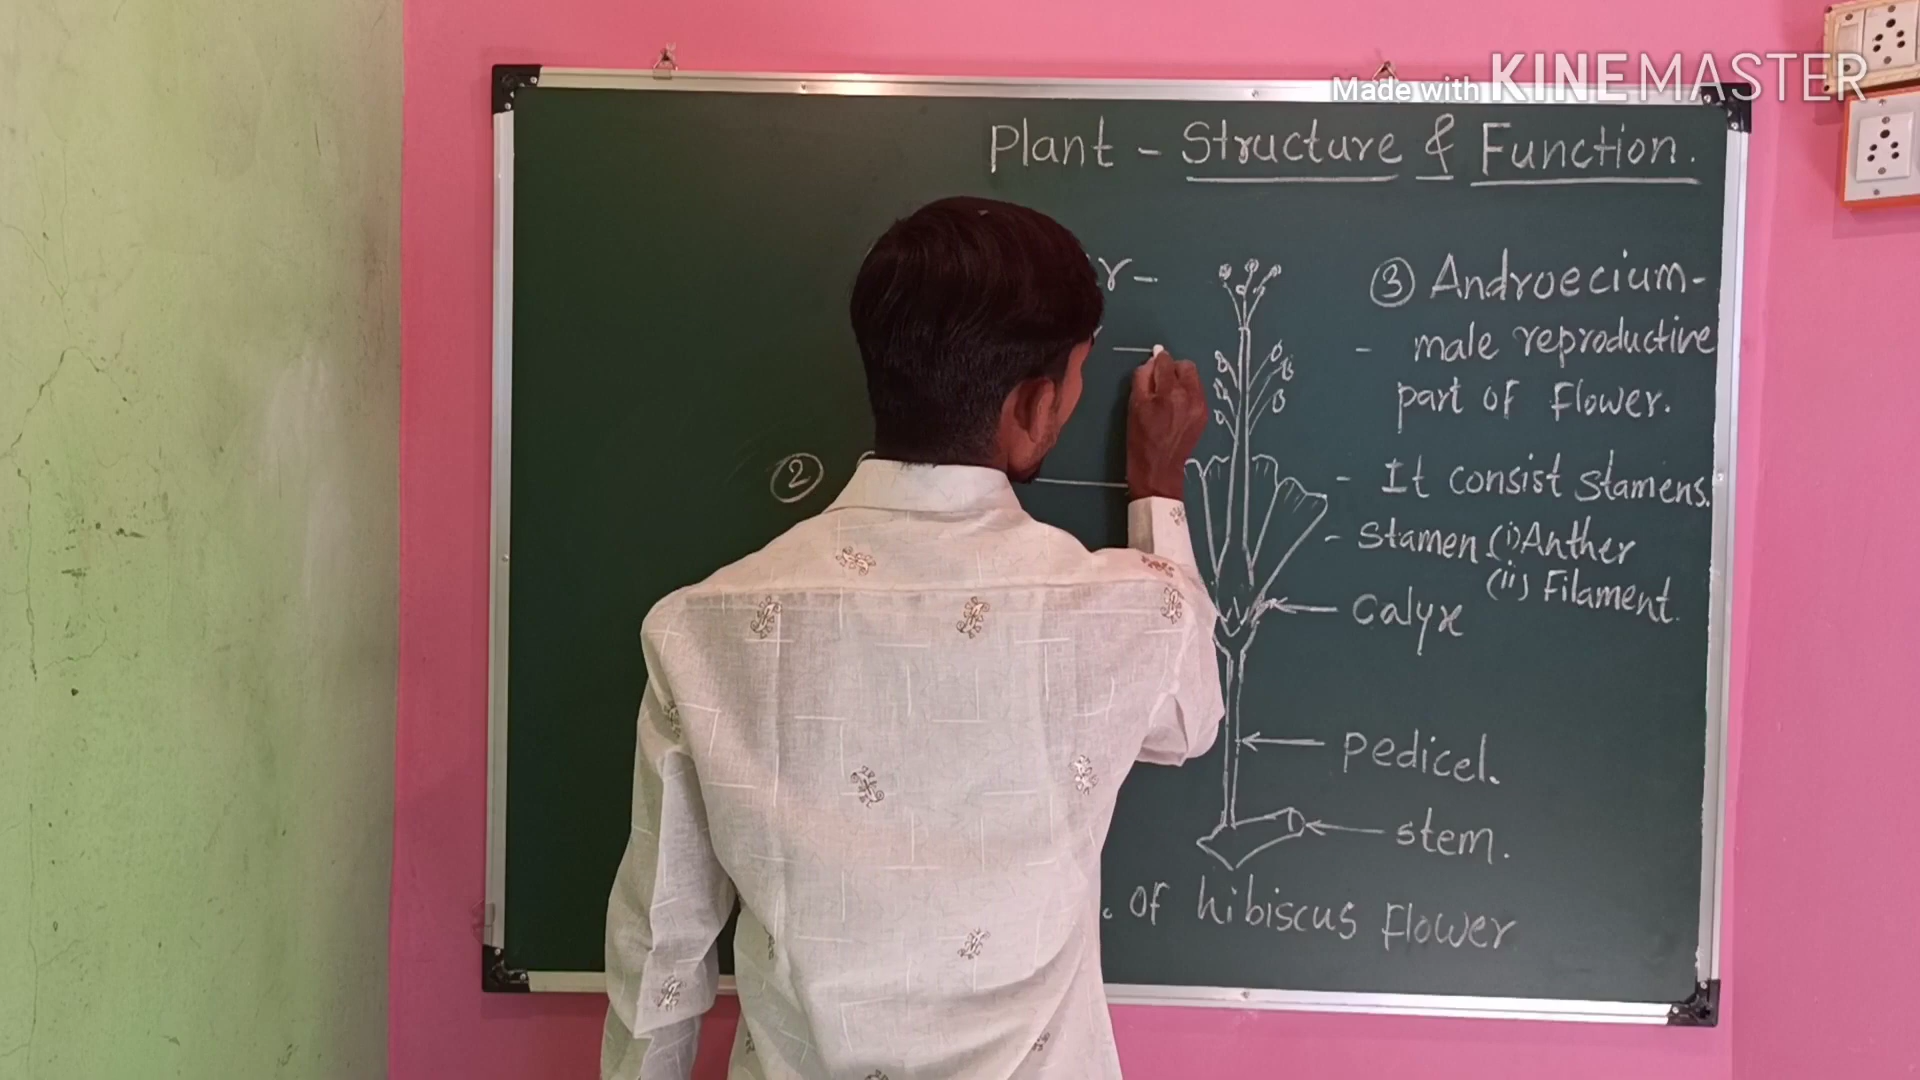 Made with KINEMASTER
Plant - Structure & Function.
r-
2
3 Androecium-
- male reproductive
part of flower.
- It consist stamens.
- Stamen (i) Anther
(ii) Filament.
Calyx
Pedicel.
stem.
. of hibiscus flower